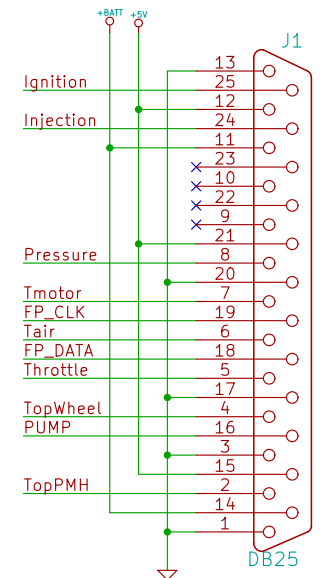 +BATT
+5V
J1
13
Ignition 25
12
Injection 24
11
23
10
22
9
21
Pressure 8
20
Tmotor 7
FP_CLK 19
Tair 6
FP_DATA 18
Throttle 5
17
TopWheel 4
PUMP 16
3
15
TopPMH 2
14
1
DB25